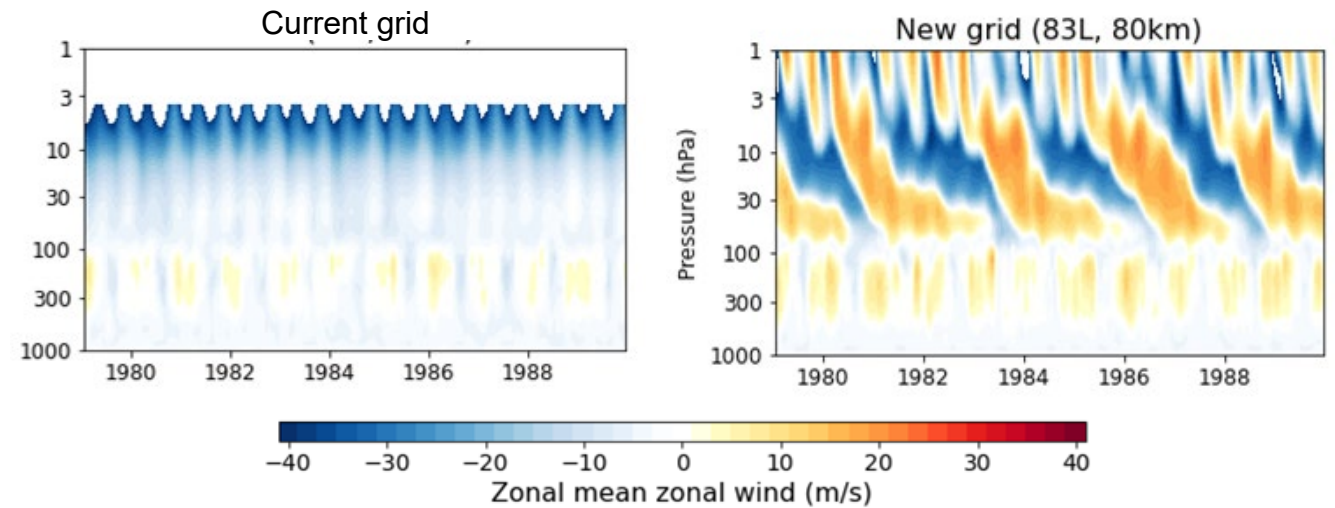 Current grid
1
3
10
30
100
300
1000
1980 1982 1984 1986 1988
New grid (83L, 80km)
Pressure (hPa)
1
3
10
30
100
300
1000
1980 1982 1984 1986 1988
−40 −30 −20 −10 0 10 20 30 40
Zonal mean zonal wind (m/s)